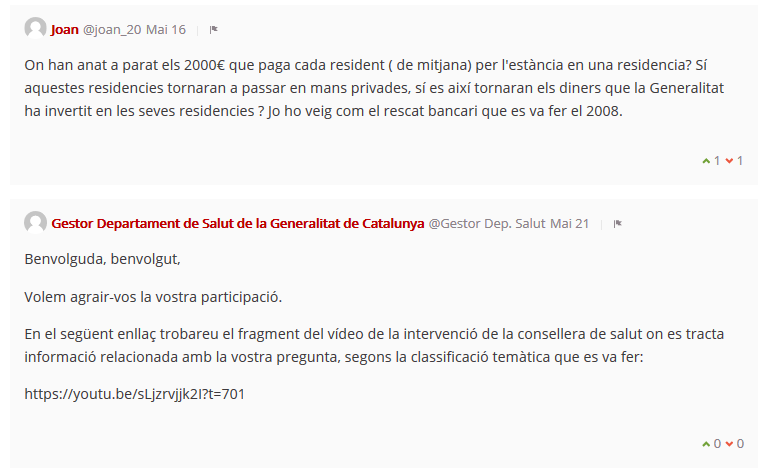 Joan @joan_20 Mai 16
On han anat a parat els 2000€ que paga cada resident ( de mitjana) per l'estància en una residencia? Sí
aquestes residencies tornaran a passar en mans privades, sí es així tornaran els diners que la Generalitat
ha invertit en les seves residencies ? Jo ho veig com el rescat bancari que es va fer el 2008.
1 1
Gestor Departament de Salut de la Generalitat de Catalunya @Gestor Dep. Salut Mai 21
Benvolguda, benvolgut,
Volem agrair-vos la vostra participació.
En el següent enllaç trobareu el fragment del vídeo de la intervenció de la consellera de salut on es tracta
informació relacionada amb la vostra pregunta, segons la classificació temàtica que es va fer:
https://youtu.be/sLjzrvjjk2I?t=701
0 0